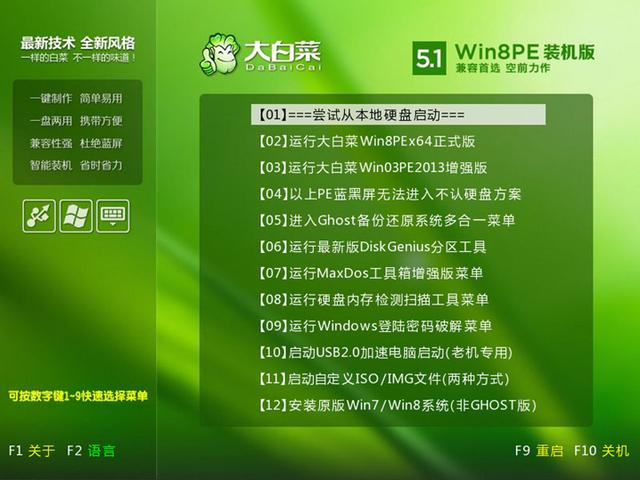 最新技术 全新风格
一样的白菜 不一样的味道！
一键制作 简单易用
一盘两用 携带方便
兼容性强 杜绝蓝屏
智能装机 省时省力
可按数字键1~9快速选择菜单
大白菜
DaBaiCai
5.1 Win8PE 装机版
兼容首选 空前力作
【01】===尝试从本地硬盘启动===
【02】运行大白菜Win8PEx64正式版
【03】运行大白菜Win03PE2013增强版
【04】以上PE蓝黑屏无法进入不认硬盘方案
【05】进入Ghost备份还原系统多合一菜单
【06】运行最新版DiskGenius分区工具
【07】运行MaxDos工具箱增强版菜单
【08】运行硬盘内存检测扫描工具菜单
【09】运行Windows登陆密码破解菜单
【10】启动USB2.0加速电脑启动(老机专用)
【11】启动自定义ISO/IMG文件(两种方式)
【12】安装原版Win7/Win8系统(非GHOST版)
F1 关于 F2 语言
F9 重启 F10 关机